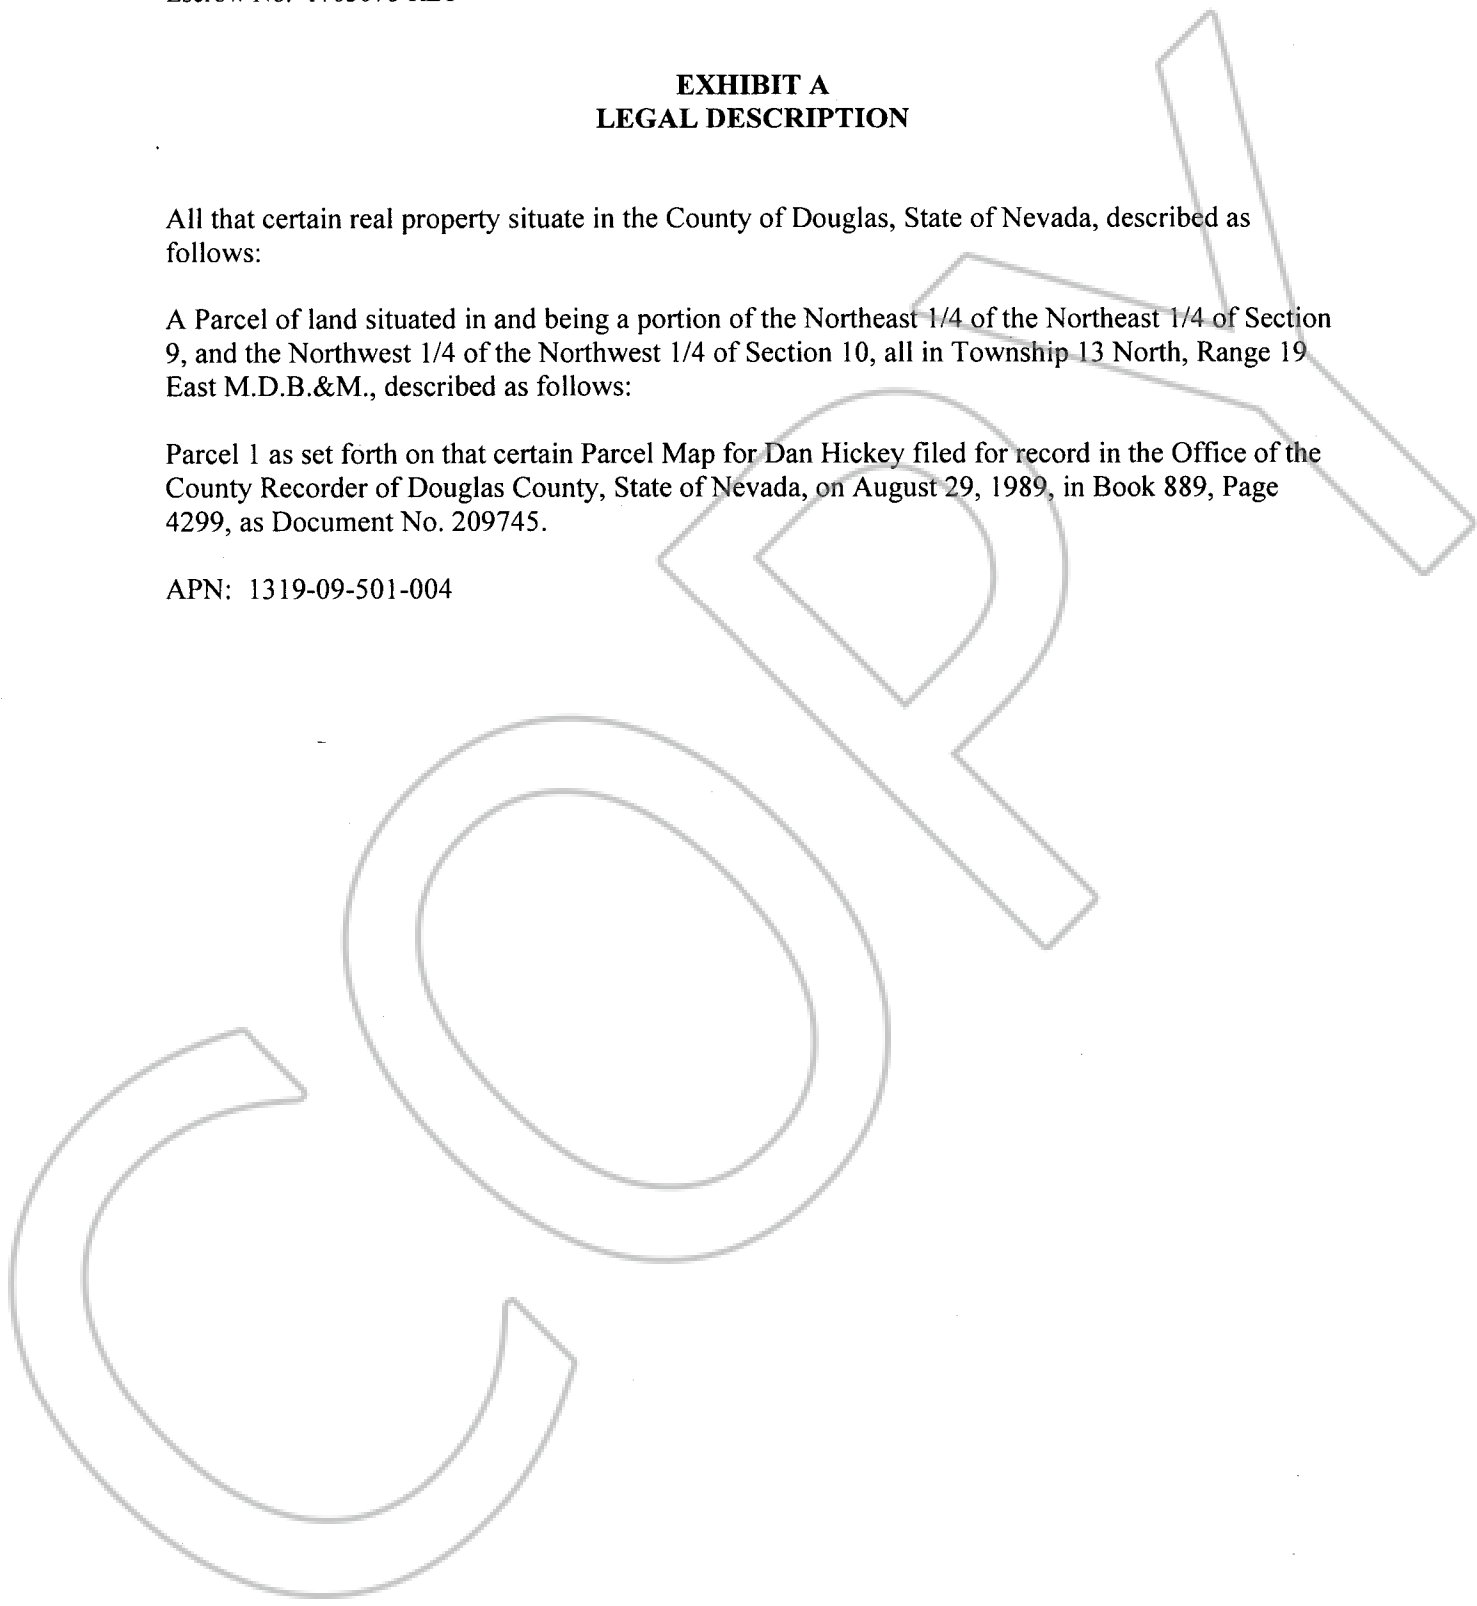 Escrow No.
EXHIBIT A
LEGAL DESCRIPTION
All that certain real property situate in the County of Douglas, State of Nevada, described as
follows:
A Parcel of land situated in and being a portion of the Northeast 1/4 of the Northeast 1/4 of Section
9, and the Northwest 1/4 of the Northwest 1/4 of Section 10, all in Township 13 North, Range 19
East M.D.B.&M., described as follows:
Parcel 1 as set forth on that certain Parcel Map for Dan Hickey filed for record in the Office of the
County Recorder of Douglas County, State of Nevada, on August 29, 1989, in Book 889, Page
4299, as Document No. 209745.
APN: 1319-09-501-004
COPY